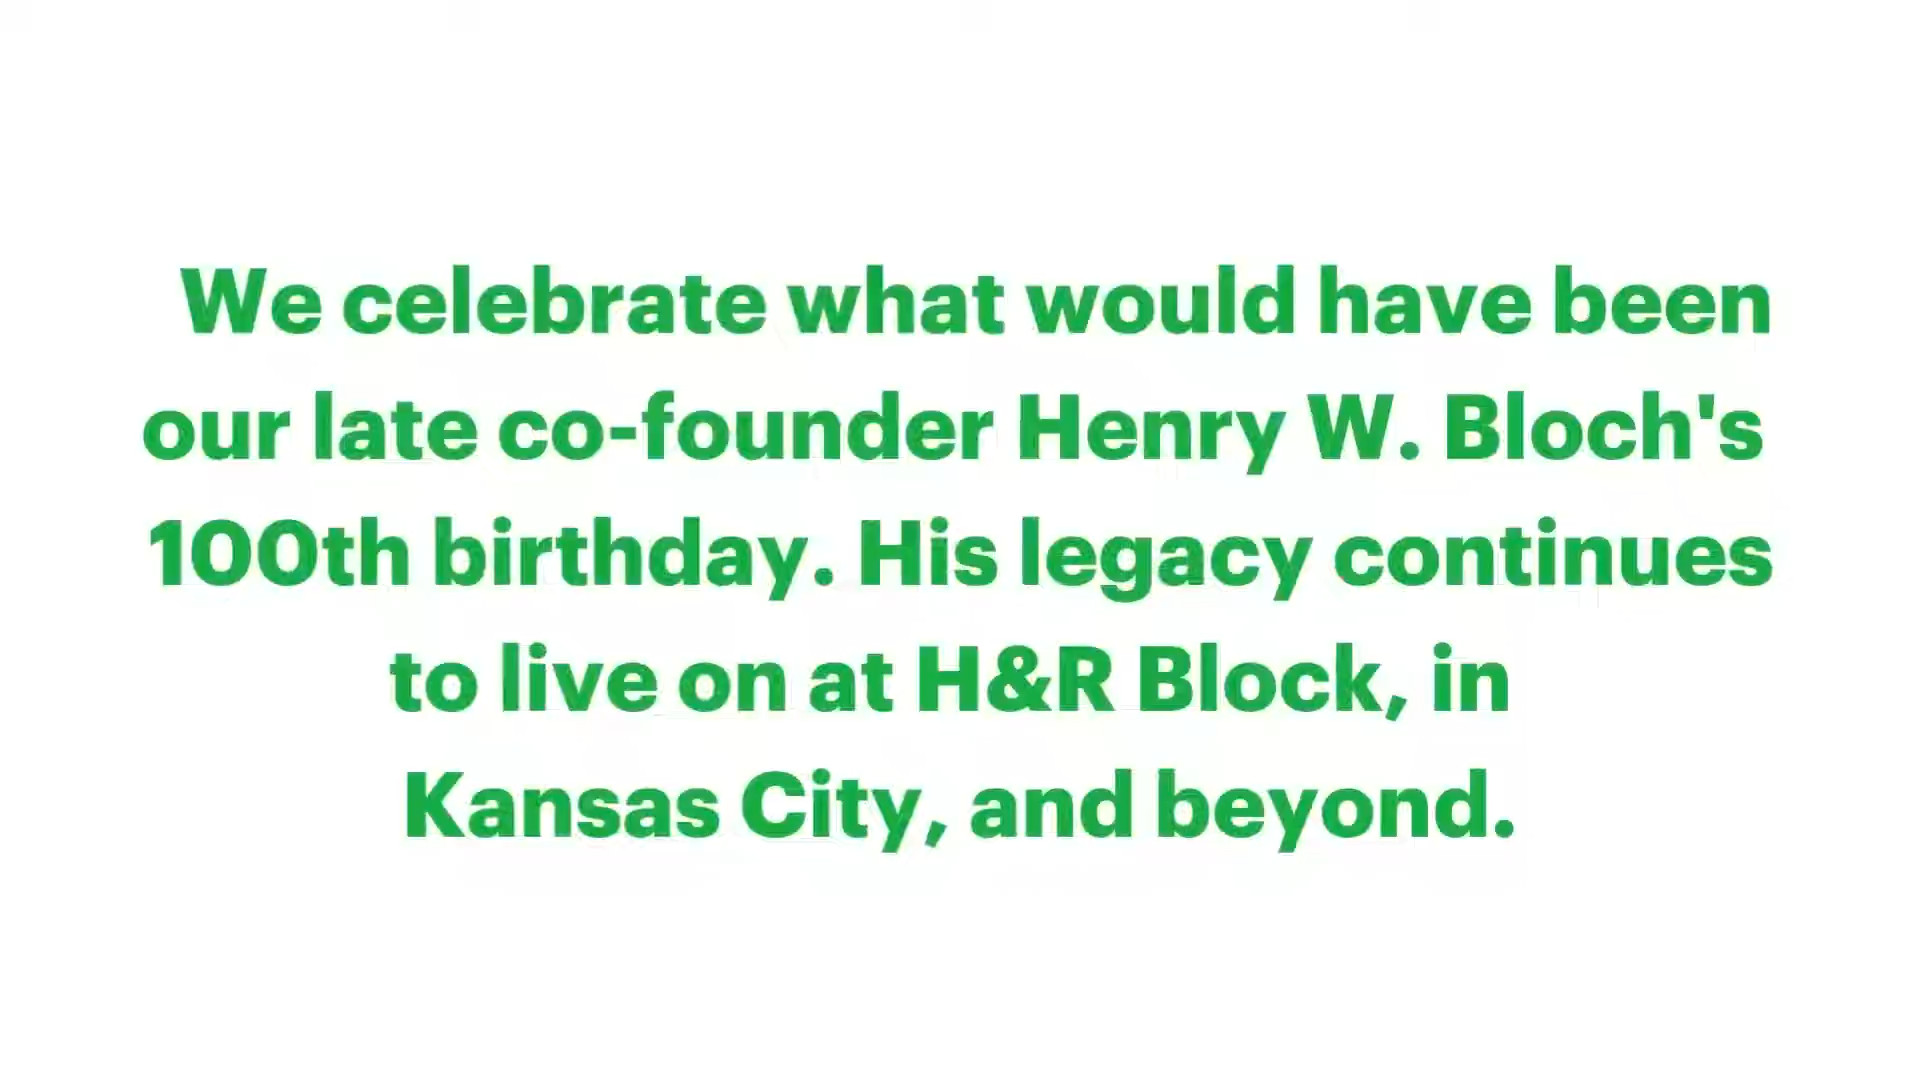 We celebrate what would have been
our late co-founder Henry W. Bloch's
100th birthday. His legacy continues
to live on at H&R Block, in
Kansas City, and beyond.